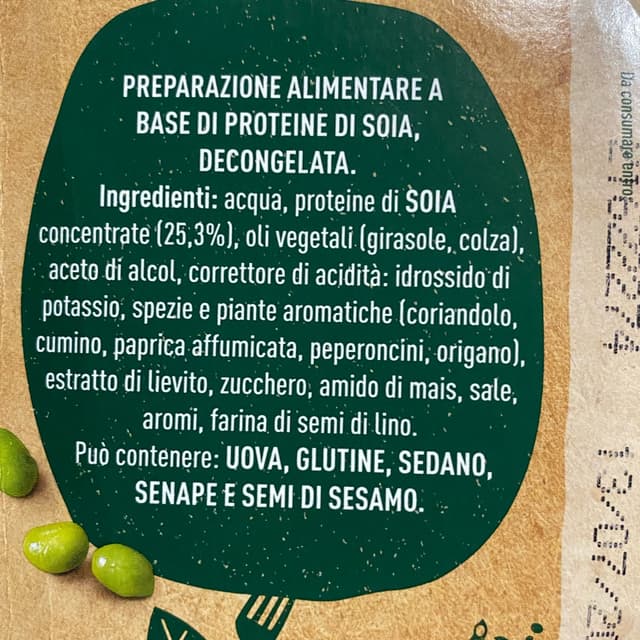 PREPARAZIONE ALIMENTARE A
BASE DI PROTEINE DI SOIA,
DECONGELATA.
Ingredienti: acqua, proteine di SOIA
concentrate (25,3%), oli vegetali (girasole, colza),
aceto di alcol, correttore di acidità: idrossido di
potassio, spezie e piante aromatiche (coriandolo,
cumino, paprica affumicata, peperoncini, origano),
estratto di lievito, zucchero, amido di mais, sale,
aromi, farina di semi di lino.
Può contenere: UOVA, GLUTINE, SEDANO,
SENAPE E SEMI DI SESAMO.
Da consumare entro